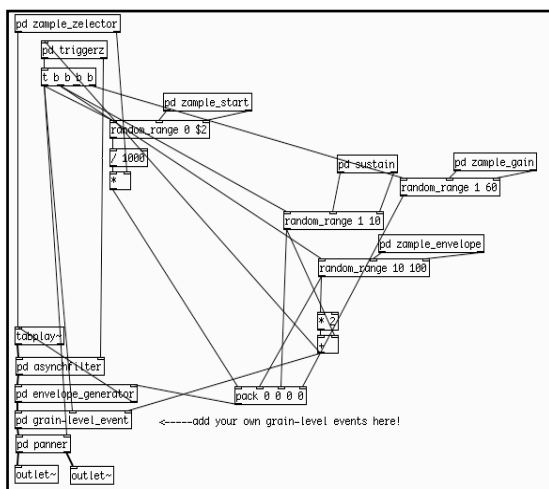 pd zample_zelector
pd triggerz
t b b b b
pd zample_start
random_range 0 $2
/ 1000
*
pd sustain
pd zample_gain
random_range 1 60
random_range 1 10
pd zample_envelope
random_range 10 100
* 2
+
tabplay~
pd asynchfilter
pd envelope_generator
pack 0 0 0 0
pd grain-level_event
<-----add your own grain-level events here!
pd panner
outlet~
outlet~